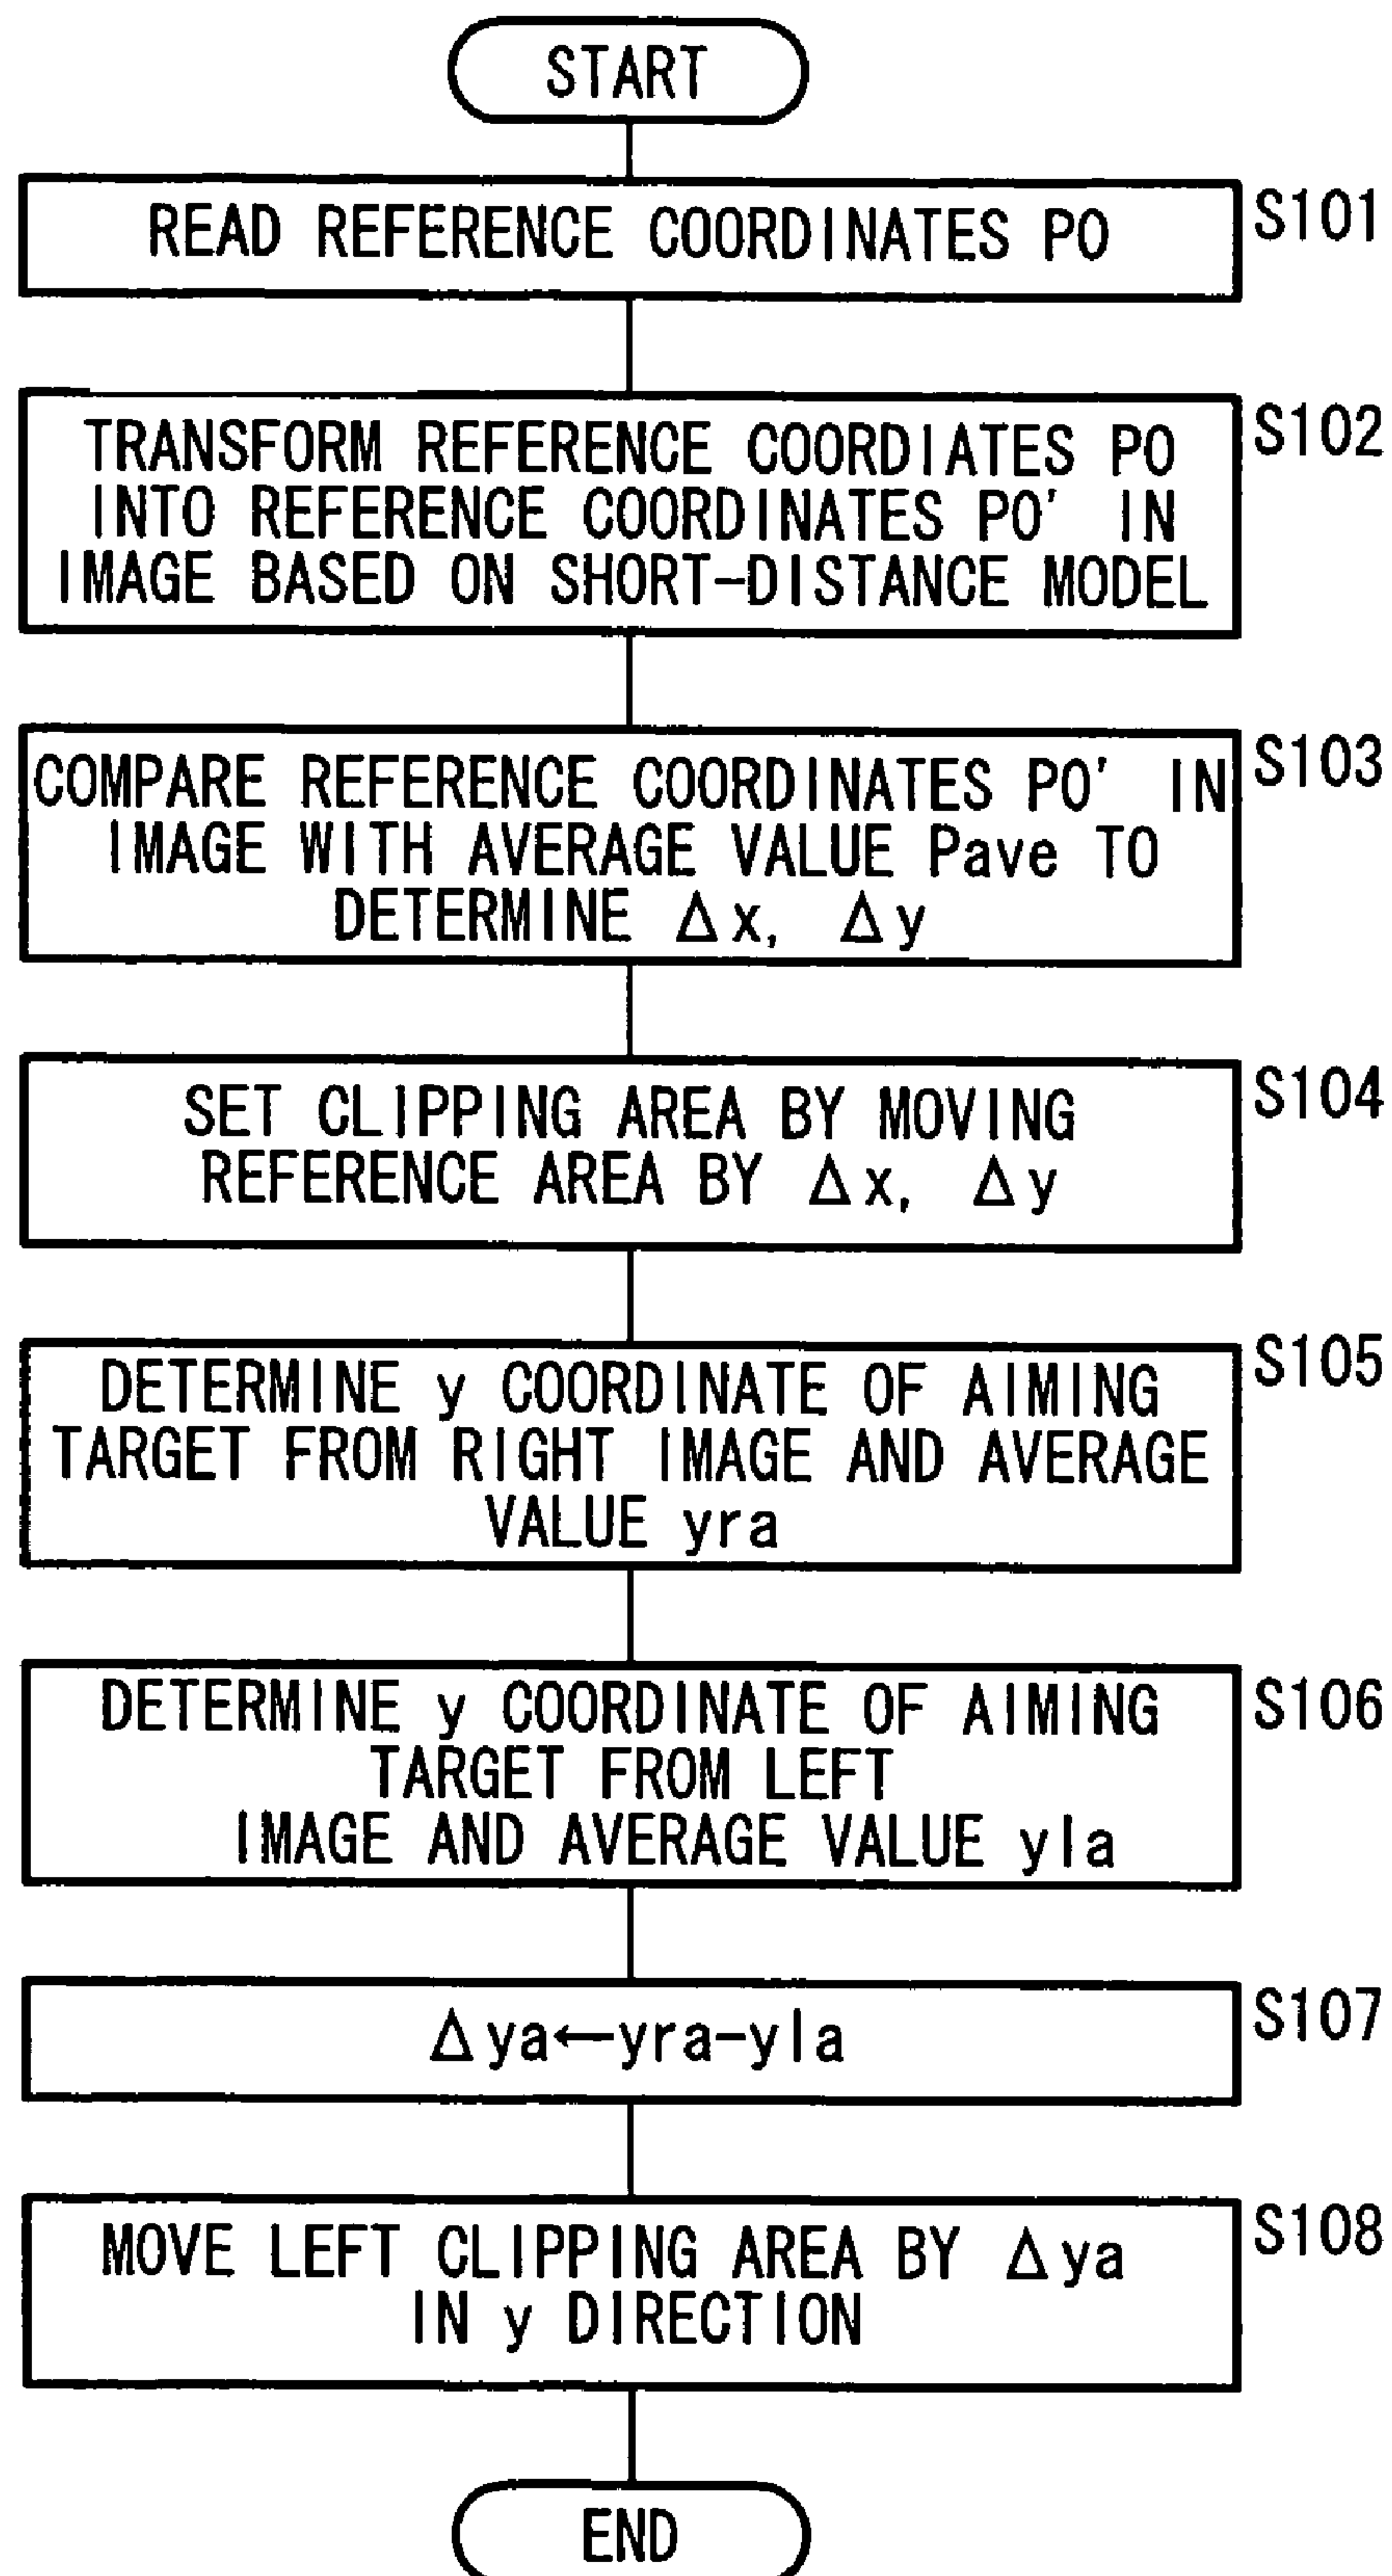 START
READ REFERENCE COORDINATES PO
S101
TRANSFORM REFERENCE COORDIATES PO
INTO REFERENCE COORDINATES PO' IN
IMAGE BASED ON SHORT-DISTANCE MODEL
S102
COMPARE REFERENCE COORDINATES PO' IN
IMAGE WITH AVERAGE VALUE Pave TO
DETERMINE Δx, Δy
S103
SET CLIPPING AREA BY MOVING
REFERENCE AREA BY Δx, Δy
S104
DETERMINE y COORDINATE OF AIMING
TARGET FROM RIGHT IMAGE AND AVERAGE
VALUE yra
S105
DETERMINE y COORDINATE OF AIMING
TARGET FROM LEFT
IMAGE AND AVERAGE VALUE yla
S106
Δya←yra-yla
S107
MOVE LEFT CLIPPING AREA BY Δya
IN y DIRECTION
S108
END